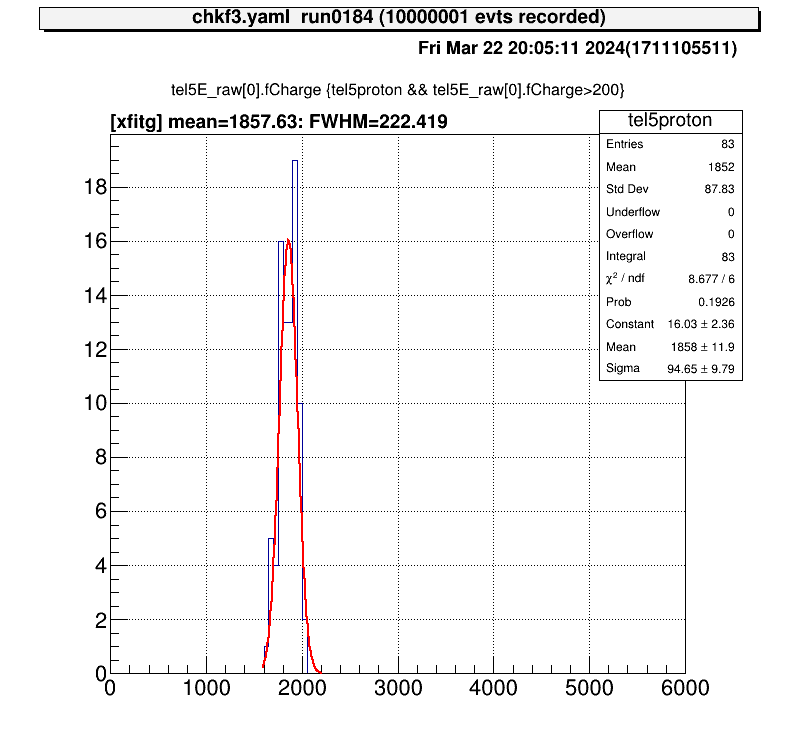 chkf3.yaml run0184 (10000001 evts recorded)
Fri Mar 22 20:05:11 2024(1711105511)
tel5E_raw[0].fCharge {tel5proton && tel5E_raw[0].fCharge>200}
[xfitg] mean=1857.63: FWHM=222.419
tel5proton
Entries 83
Mean 1852
Std Dev 87.83
Underflow 0
Overflow 0
Integral 83
χ² / ndf 8.677 / 6
Prob 0.1926
Constant 16.03 ± 2.36
Mean 1858 ± 11.9
Sigma 94.65 ± 9.79
18
16
14
12
10
8
6
4
2
0
0 1000 2000 3000 4000 5000 6000